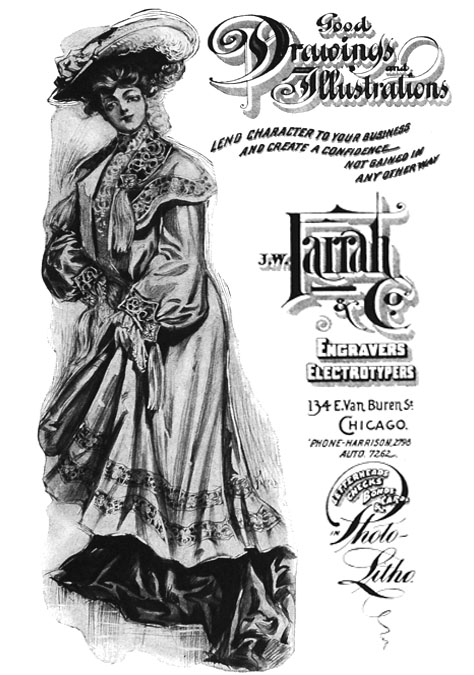 Good
Drawings
and
Illustrations
LEND CHARACTER TO YOUR BUSINESS
AND CREATE A CONFIDENCE
NOT GAINED IN
ANY OTHER WAY
J.W. Farrah
& Co
ENGRAVERS
ELECTROTYPERS
134 E. Van Buren St
CHICAGO.
'PHONE-HARRISON, 2798
AUTO. 7262.
LETTERHEADS
CHECKS
BONDS
&
IN
Photo-
Litho.